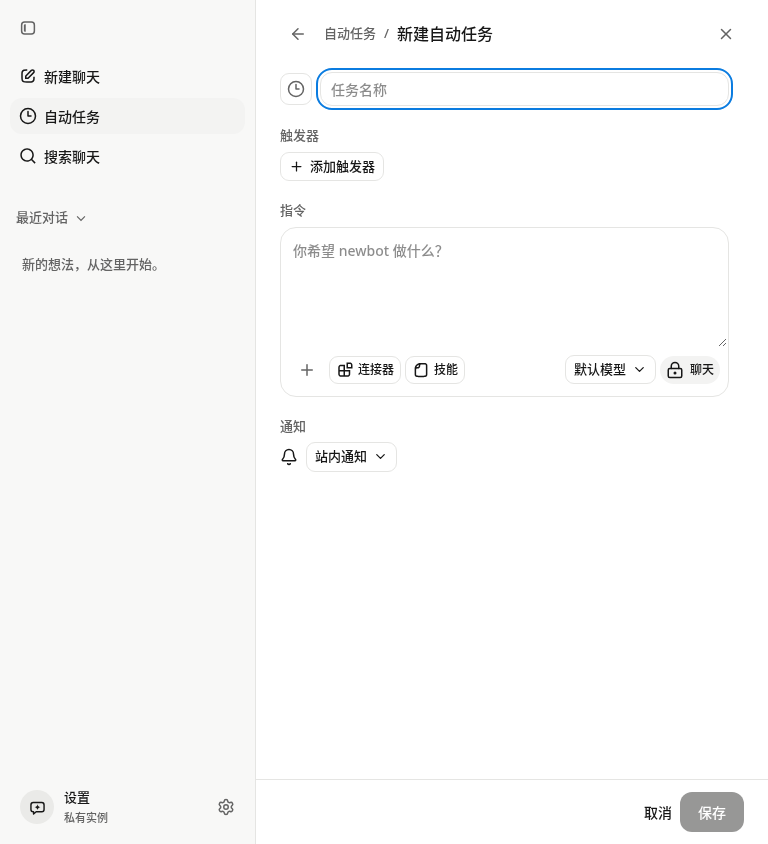 新建聊天
自动任务
搜索聊天
最近对话
新的想法，从这里开始。
设置
私有实例
自动任务 / 新建自动任务
任务名称
触发器
添加触发器
指令
你希望 newbot 做什么？
连接器 技能 默认模型 聊天
通知
站内通知
取消 保存